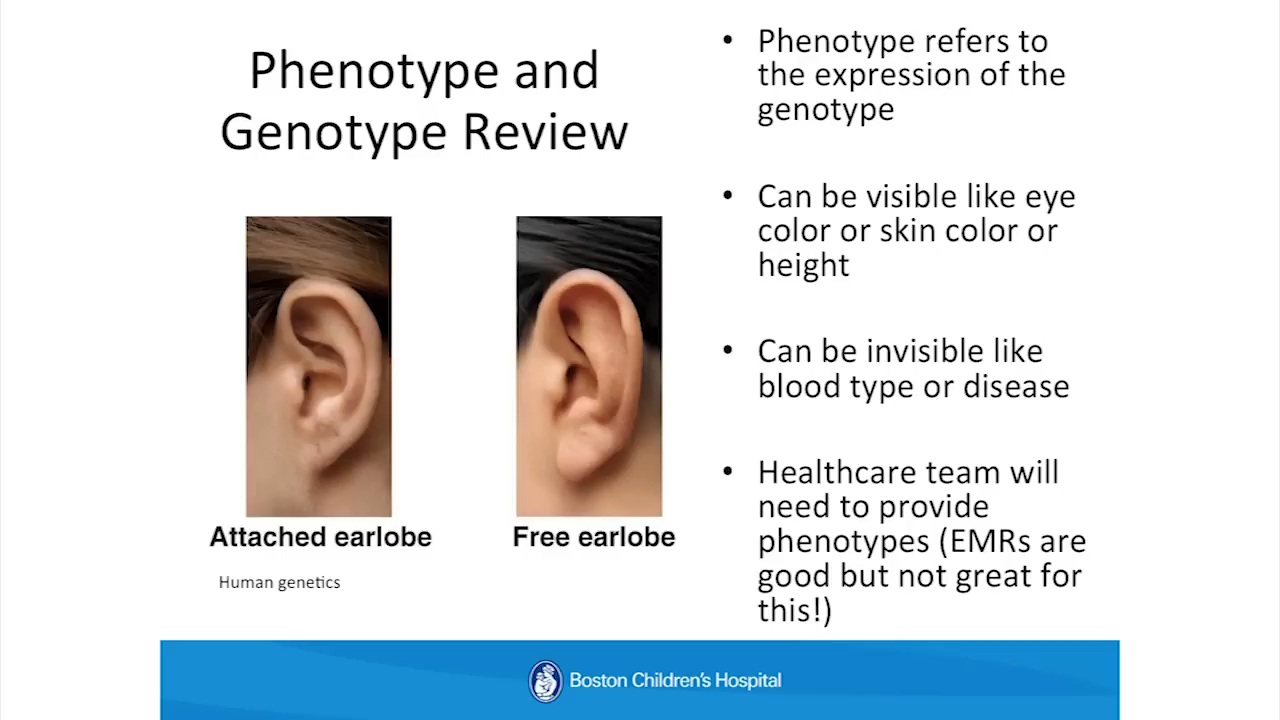 Phenotype and
Genotype Review
Attached earlobe
Free earlobe
Human genetics
• Phenotype refers to
the expression of the
genotype
• Can be visible like eye
color or skin color or
height
• Can be invisible like
blood type or disease
• Healthcare team will
need to provide
phenotypes (EMRs are
good but not great for
this!)
Boston Children's Hospital